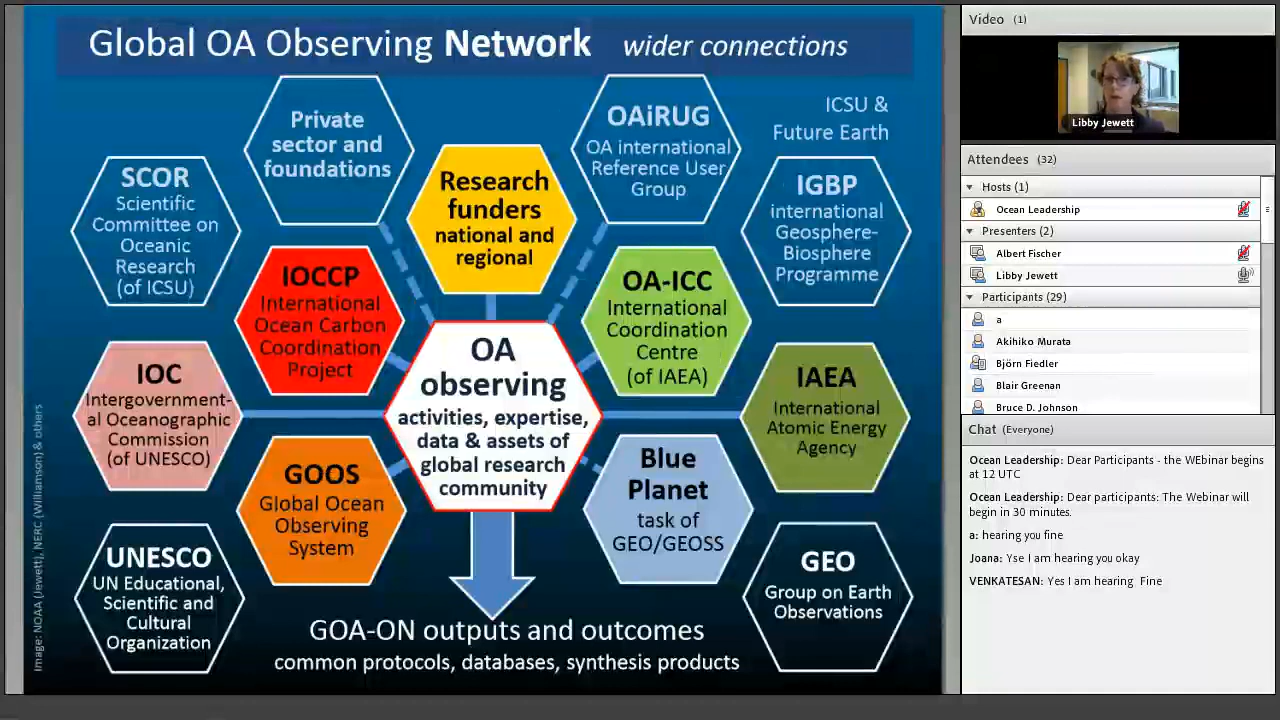 Global OA Observing Network wider connections
Private
sector and
foundations
OAiRUG
OA international
Reference User
Group
ICSU &
Future Earth
SCOR
Scientific
Committee on
Oceanic
Research
(of ICSU)
Research
funders
national and
regional
IGBP
international
Geosphere-
Biosphere
Programme
IOCCP
International
Ocean Carbon
Coordination
Project
OA-ICC
International
Coordination
Centre
(of IAEA)
IOC
Intergovernment-
al Oceanographic
Commission
(of UNESCO)
OA
observing
activities, expertise,
data & assets of
global research
community
IAEA
International
Atomic Energy
Agency
GOOS
Global Ocean
Observing
System
Blue
Planet
task of
GEO/GEOSS
UNESCO
UN Educational,
Scientific and
Cultural
Organization
GEO
Group on Earth
Observations
GOA-ON outputs and outcomes
common protocols, databases, synthesis products
Image: NOAA (Jewett), NERC (Williamson) & others
Video (1)
Libby Jewett
Attendees (32)
Hosts (1)
Ocean Leadership
Presenters (2)
Albert Fischer
Libby Jewett
Participants (29)
a
Akihiko Murata
Björn Fiedler
Blair Greenan
Bruce D. Johnson
Chat (Everyone)
Ocean Leadership: Dear Participants - the WEbinar begins
at 12 UTC
Ocean Leadership: Dear participants: The Webinar will
begin in 30 minutes.
a: hearing you fine
Joana: Yse I am hearing you okay
VENKATESAN: Yes I am hearing Fine